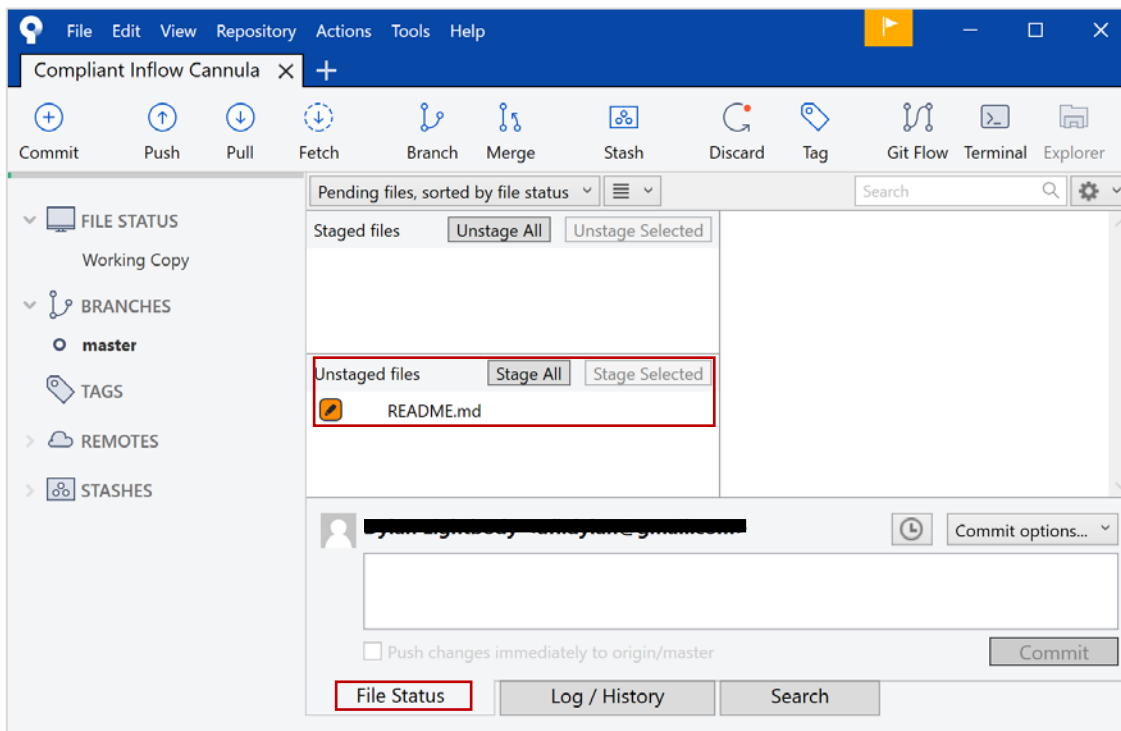 File Edit View Repository Actions Tools Help
Compliant Inflow Cannula
Commit Push Pull Fetch Branch Merge Stash Discard Tag Git Flow Terminal Explorer
Pending files, sorted by file status
Search
FILE STATUS
Working Copy
BRANCHES
master
TAGS
REMOTES
STASHES
Staged files Unstage All Unstage Selected
Unstaged files Stage All Stage Selected
README.md
Commit options...
Push changes immediately to origin/master
Commit
File Status Log / History Search